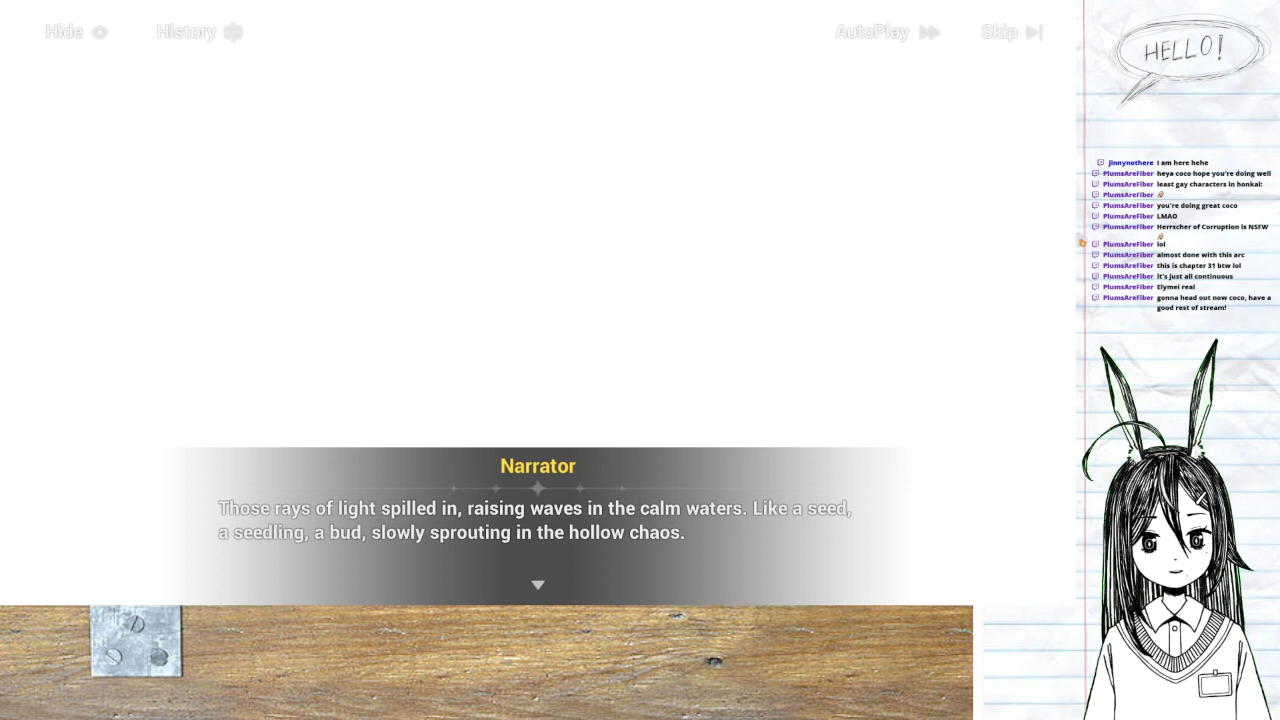 Hide
History
AutoPlay
Skip
HELLO!
jinnynothere I am here hehe
PlumsAreFiber heya coco hope you're doing well
PlumsAreFiber least gay characters in honkai:
PlumsAreFiber
PlumsAreFiber you're doing great coco
PlumsAreFiber LMAO
PlumsAreFiber Herrscher of Corruption is NSFW
PlumsAreFiber lol
PlumsAreFiber almost done with this arc
PlumsAreFiber this is chapter 31 btw lol
PlumsAreFiber it's just all continuous
PlumsAreFiber Elymei real
PlumsAreFiber gonna head out now coco, have a
good rest of stream!
Narrator
Those rays of light spilled in, raising waves in the calm waters. Like a seed,
a seedling, a bud, slowly sprouting in the hollow chaos.